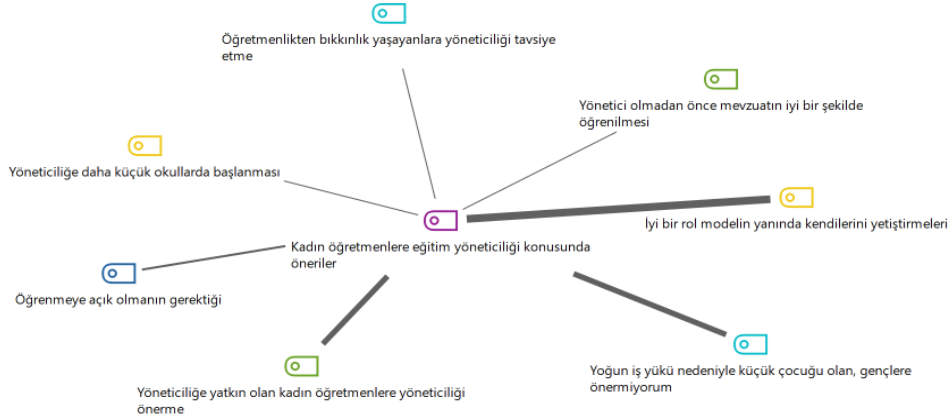 Öğretmenlikten bıkkınlık yaşayanlara yöneticiliği tavsiye
etme
Yönetici olmadan önce mevzuatın iyi bir şekilde
öğrenilmesi
Yöneticiliğe daha küçük okullarda başlanması
İyi bir rol modelin yanında kendilerini yetiştirmeleri
Kadın öğretmenlere eğitim yöneticiliği konusunda
öneriler
Öğrenmeye açık olmanın gerektiği
Yoğun iş yükü nedeniyle küçük çocuğu olan, gençlere
önermiyorum
Yöneticiliğe yatkın olan kadın öğretmenlere yöneticiliği
önerme